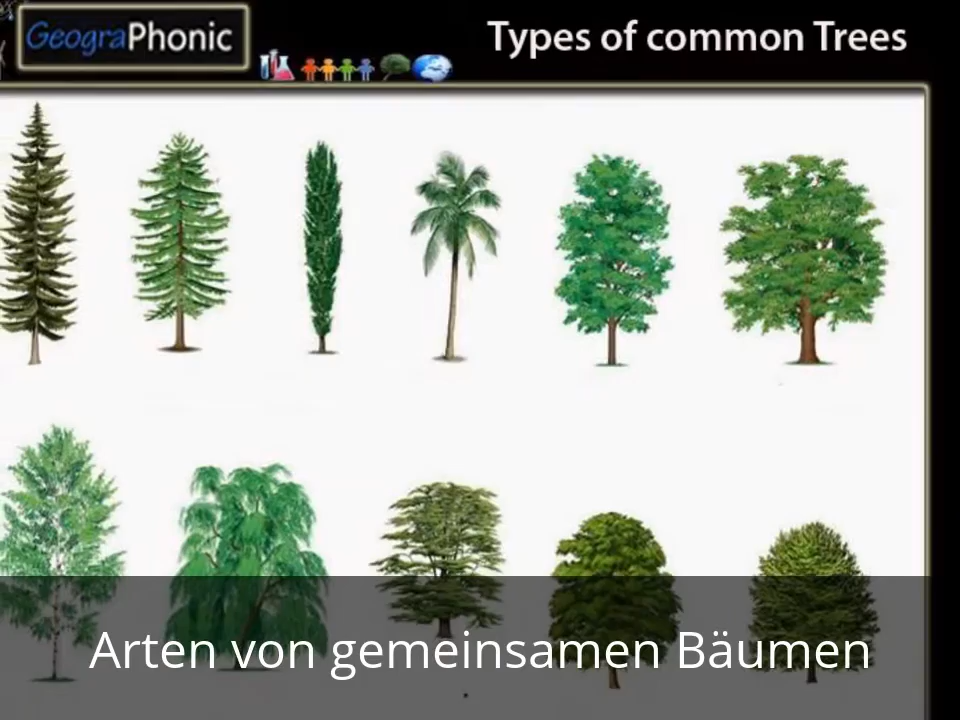 GeograPhonic
Types of common Trees
Arten von gemeinsamen Bäumen